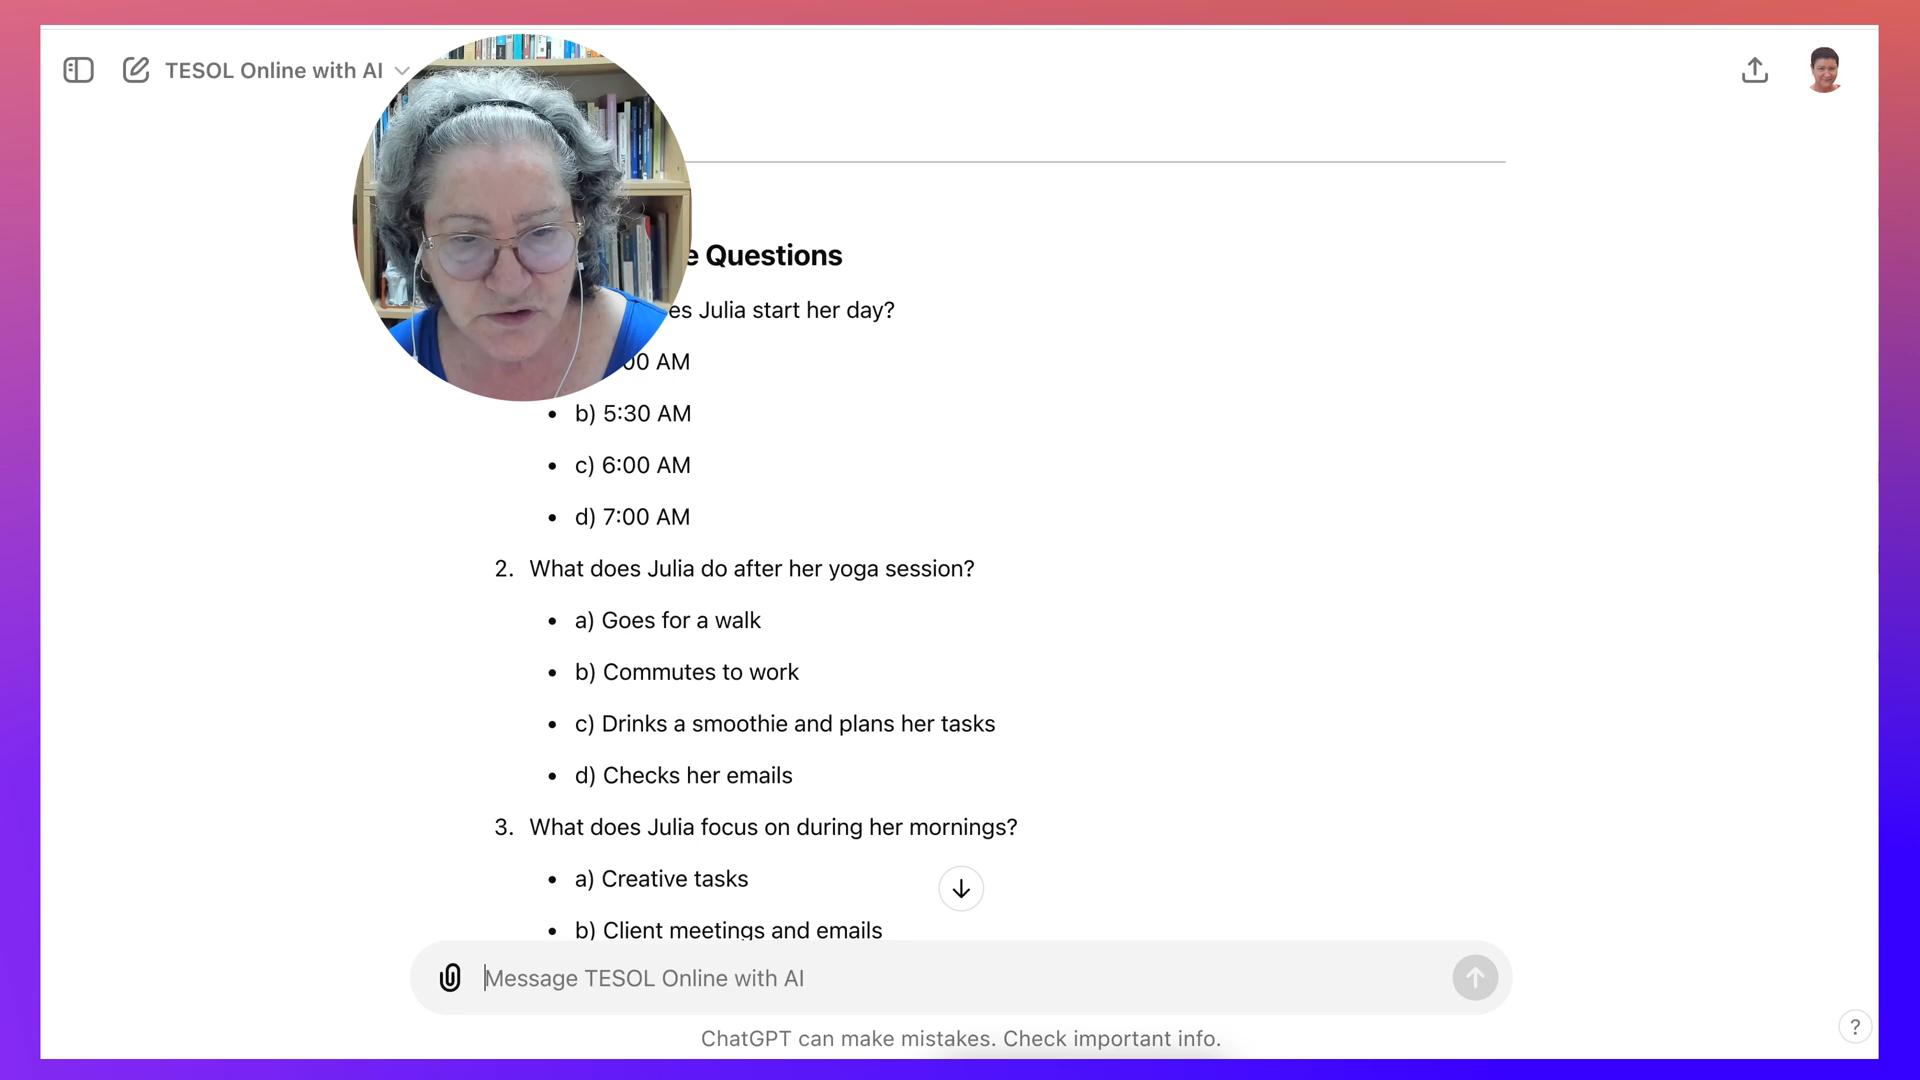 TESOL Online with AI
Questions
Julia start her day?
00 AM
• b) 5:30 AM
• c) 6:00 AM
• d) 7:00 AM
2. What does Julia do after her yoga session?
• a) Goes for a walk
• b) Commutes to work
• c) Drinks a smoothie and plans her tasks
• d) Checks her emails
3. What does Julia focus on during her mornings?
• a) Creative tasks
• b) Client meetings and emails
Message TESOL Online with AI
ChatGPT can make mistakes. Check important info.
?